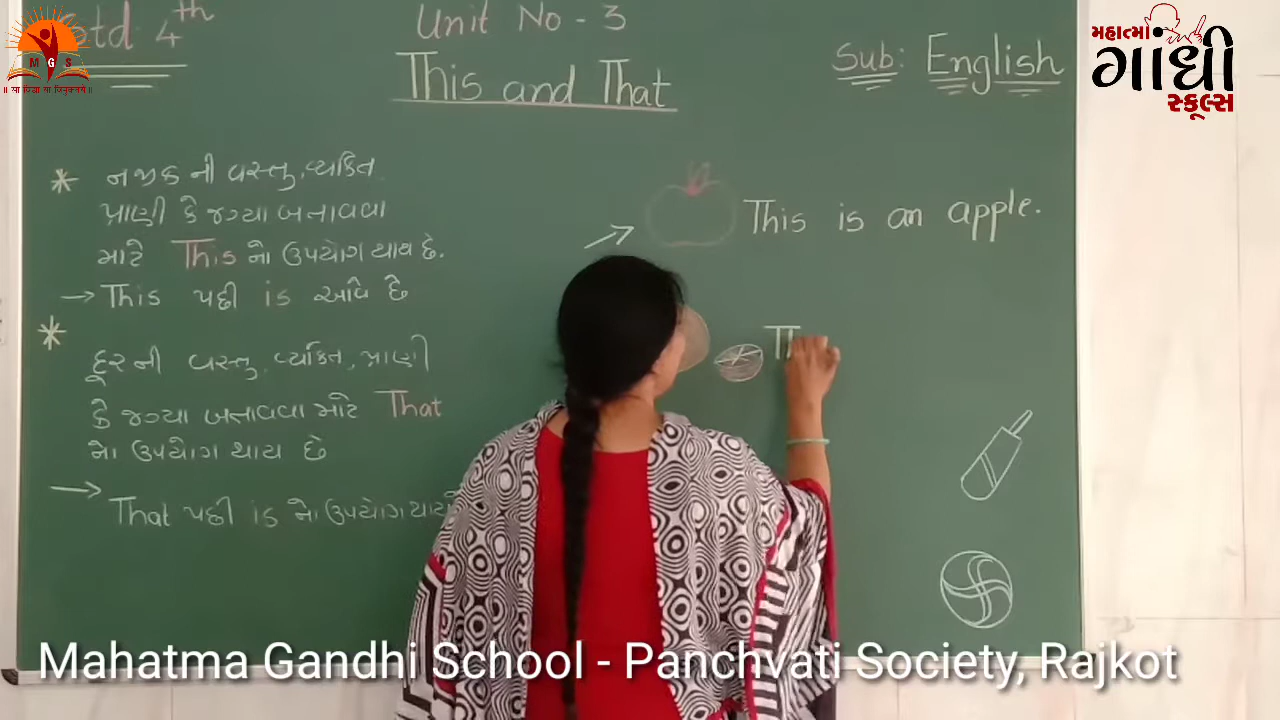 Std 4th
Unit No - 3
This and That
Sub: English
M G S
॥ सा विद्या या विमुक्तये ॥
મહાત્મા
ગાંધી
સ્કૂલ્સ
* નજીક ની વસ્તુ, વ્યકિત
પ્રાણી કે જગ્યા બતાવવા
માટે This નો ઉપયોગ થાય છે.
→ This પછી is આવે છે
* દૂર ની વસ્તુ, વ્યકિત, પ્રાણી
કે જગ્યા બતાવવા માટે That
નો ઉપયોગ થાય છે
→ That પછી is નો ઉપયોગ થાય
This is an apple.
Mahatma Gandhi School - Panchvati Society, Rajkot